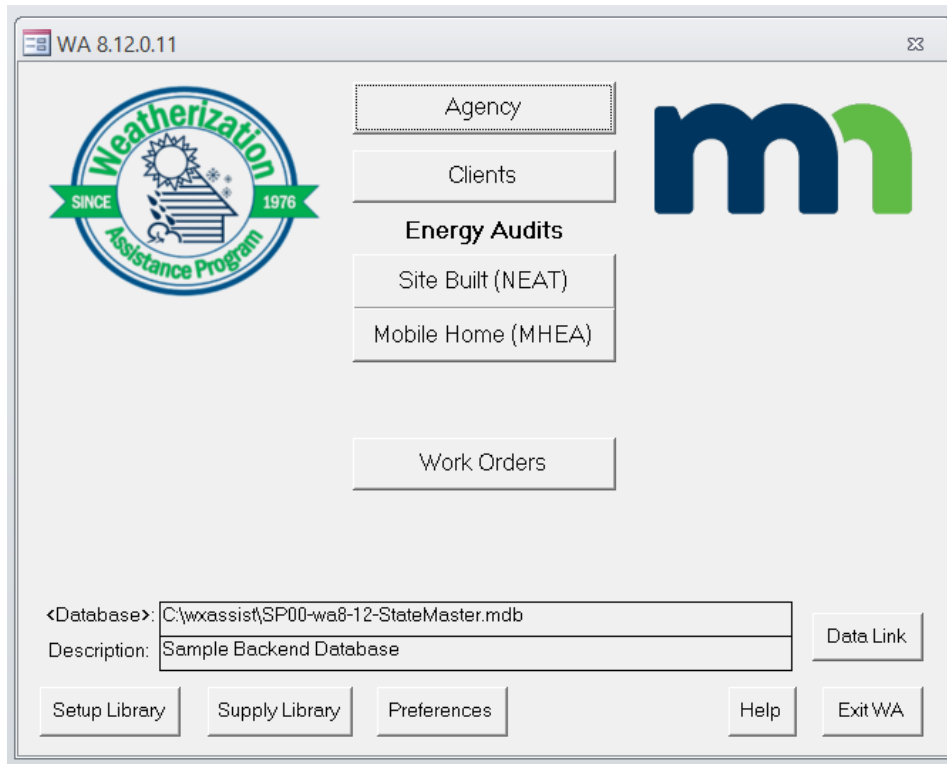 WA 8.12.0.11
Weatherization
SINCE 1976
Assistance Program
mn
Agency
Clients
Energy Audits
Site Built (NEAT)
Mobile Home (MHEA)
Work Orders
<Database>: C:\wxassist\SP00-wa8-12-StateMaster.mdb
Description: Sample Backend Database
Data Link
Setup Library Supply Library Preferences Help Exit WA